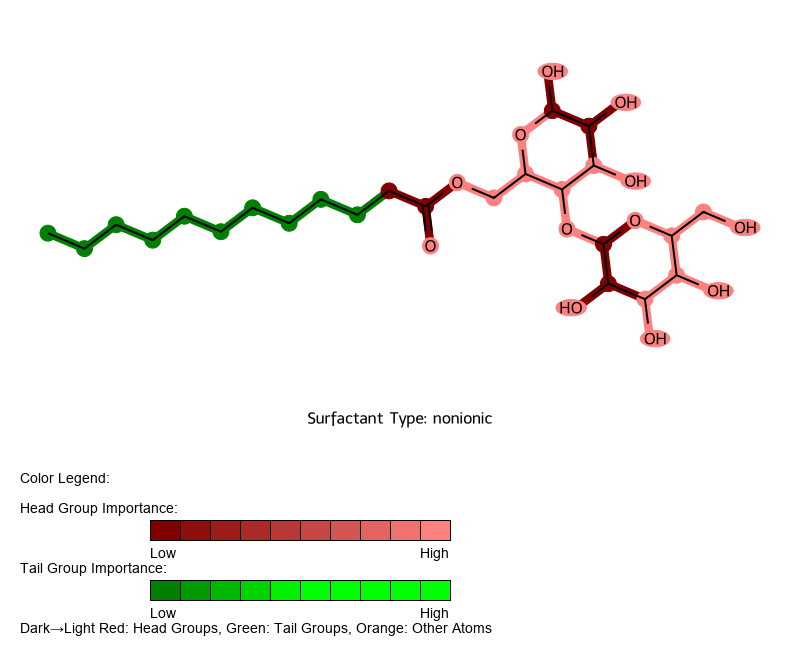 OH
OH
O
OH
O
O
O
O
OH
HO
OH
OH
Surfactant Type: nonionic
Color Legend:
Head Group Importance:
Low High
Tail Group Importance:
Low High
Dark→Light Red: Head Groups, Green: Tail Groups, Orange: Other Atoms